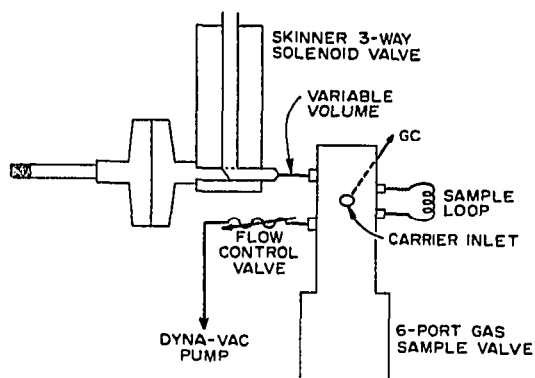 SKINNER 3-WAY
SOLENOID VALVE
VARIABLE
VOLUME
GC
SAMPLE
LOOP
CARRIER INLET
FLOW
CONTROL
VALVE
DYNA-VAC
PUMP
6-PORT GAS
SAMPLE VALVE